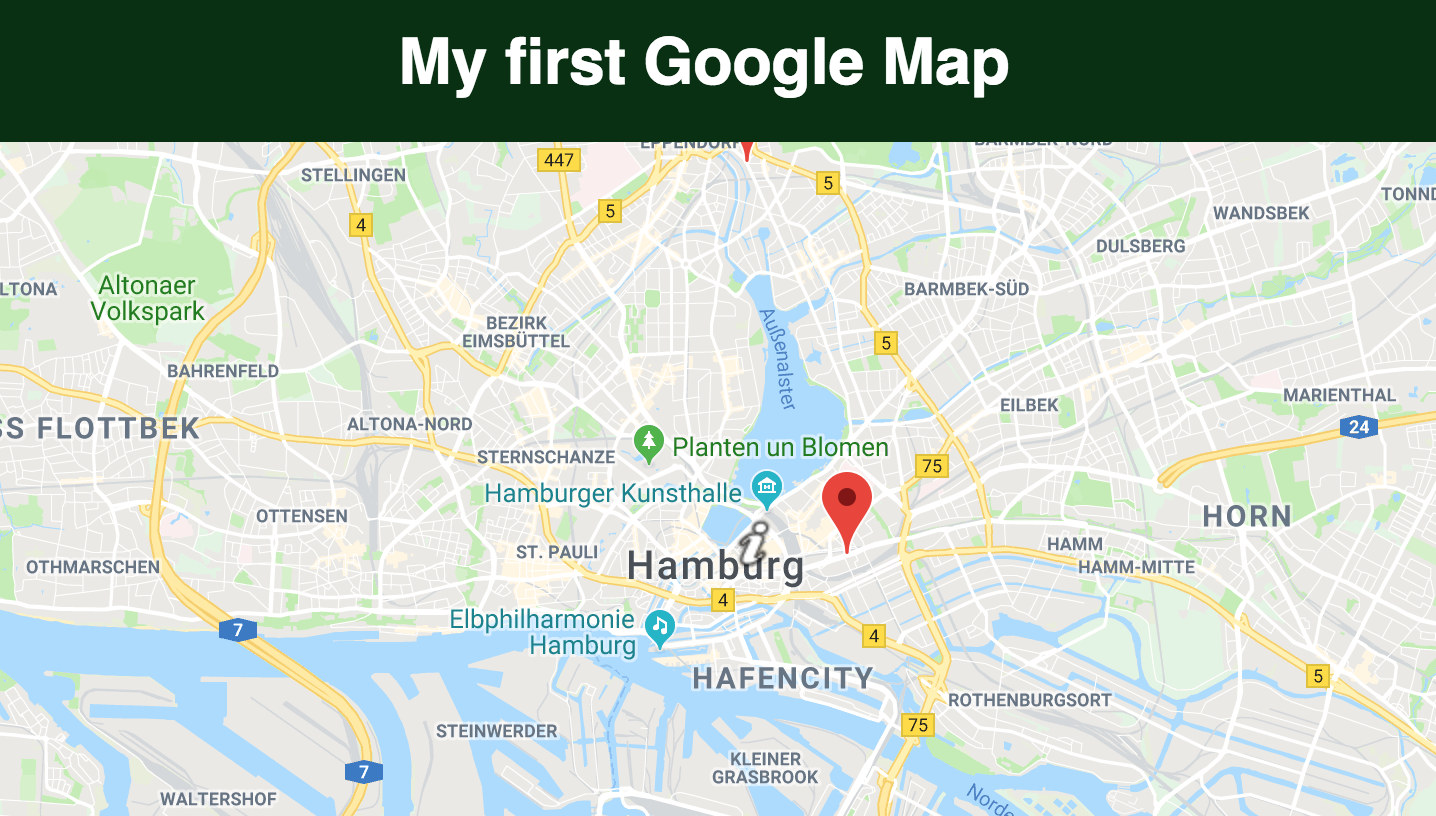 My first Google Map
EPPENDORF
BARMBEK-NORD
447
STELLINGEN
5
TONND
5
WANDSBEK
4
DULSBERG
Altonaer
Volkspark
LTONA
BARMBEK-SÜD
BEZIRK
EIMSBÜTTEL
Außenalster
5
BAHRENFELD
MARIENTHAL
EILBEK
SS FLOTTBEK
ALTONA-NORD
24
Planten un Blomen
STERNSCHANZE
75
Hamburger Kunsthalle
OTTENSEN
HORN
ST. PAULI
i
HAMM
Hamburg
OTHMARSCHEN
HAMM-MITTE
4
Elbphilharmonie
Hamburg
7
4
HAFENCITY
5
ROTHENBURGSORT
STEINWERDER
75
KLEINER
GRASBROOK
7
WALTERSHOF
Norde